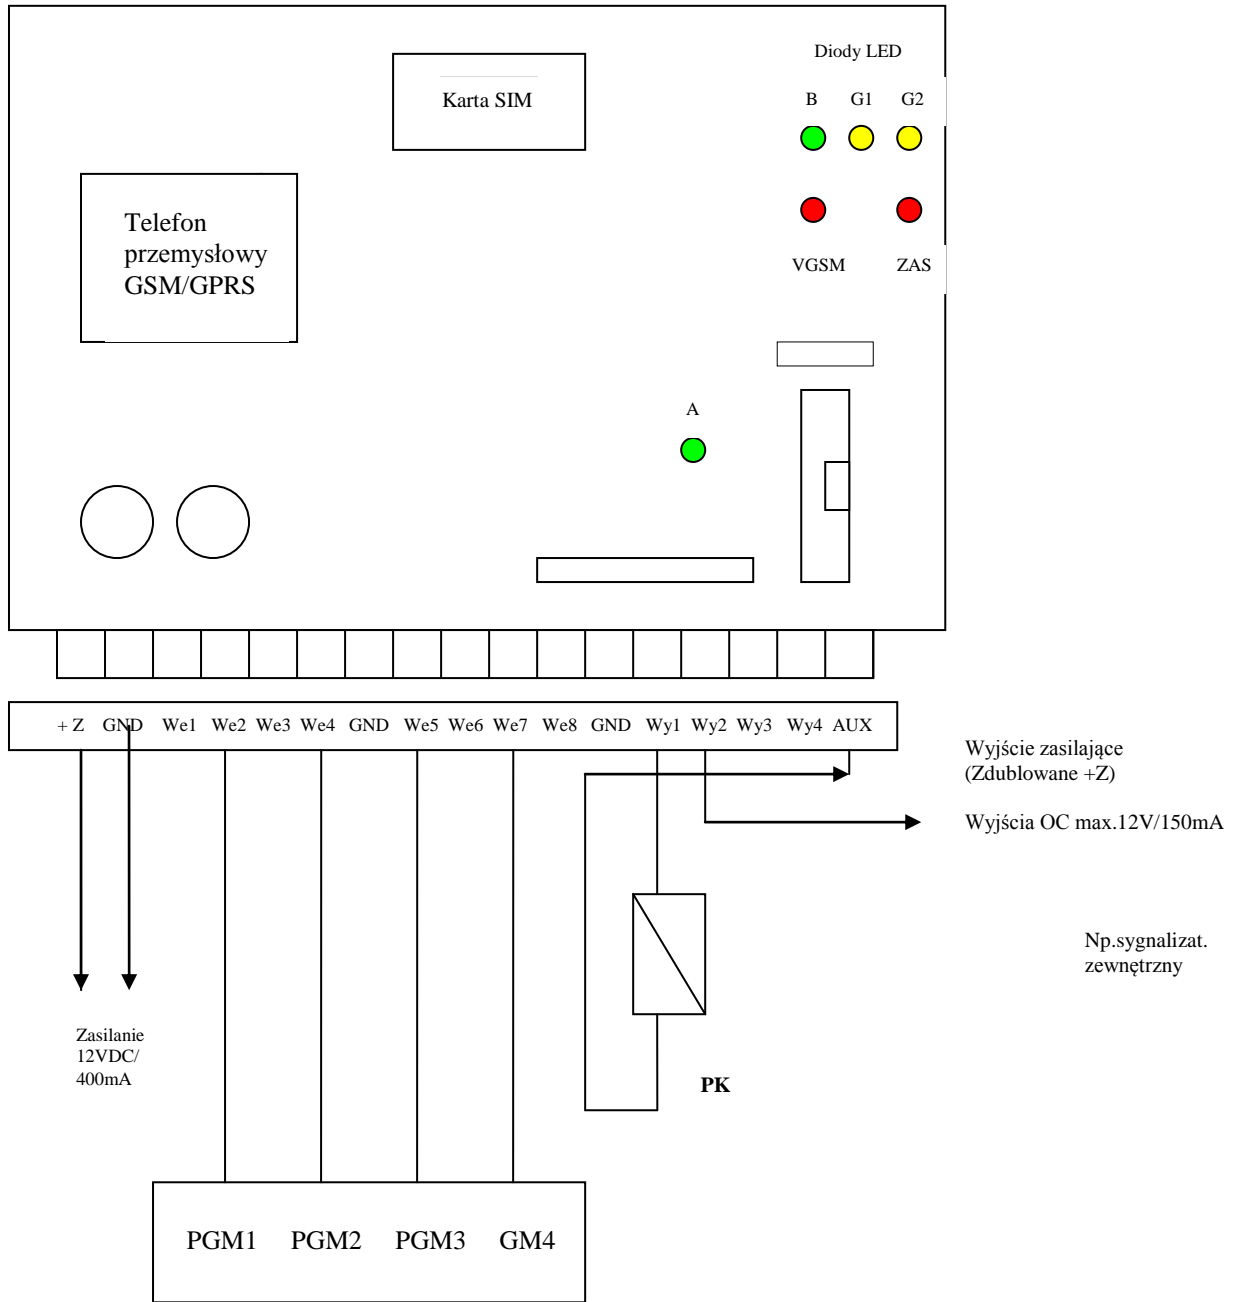 Diody LED
Karta SIM
B G1 G2
Telefon
przemysłowy
GSM/GPRS
VGSM ZAS
A
+ Z GND We1 We2 We3 We4 GND We5 We6 We7 We8 GND Wy1 Wy2 Wy3 Wy4 AUX
Wyjście zasilające
(Zdublowane +Z)
Wyjścia OC max.12V/150mA
Np.sygnalizat.
zewnętrzny
Zasilanie
12VDC/
400mA
PK
PGM1 PGM2 PGM3 GM4